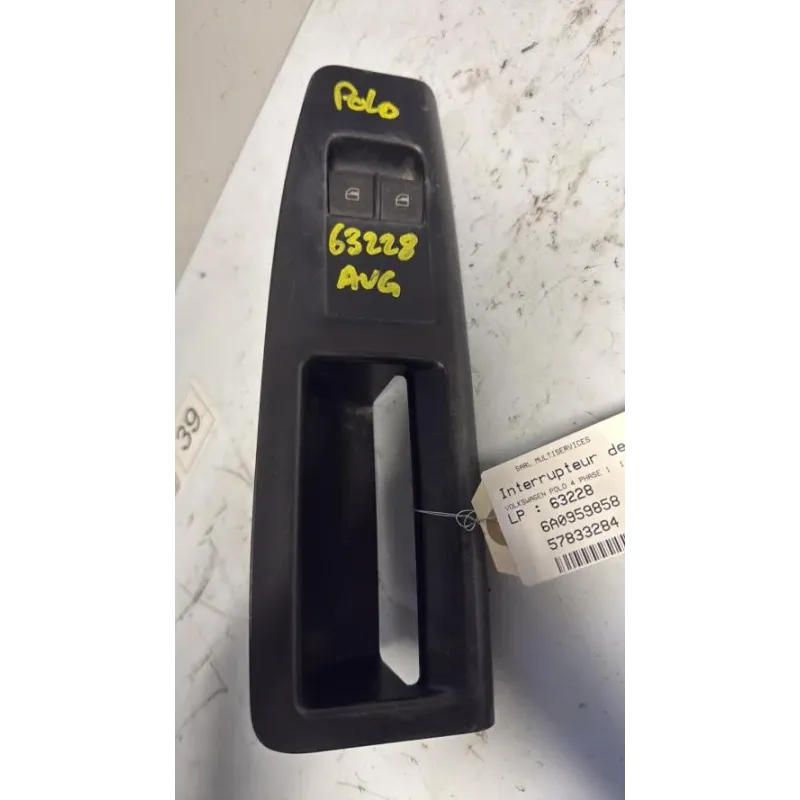 Polo
63228
AVG
39
SARL MULTISERVICES
Interrupteur de
VOLKSWAGEN POLO 4 PHASE 1
LP : 63228
6A0959858
57833284